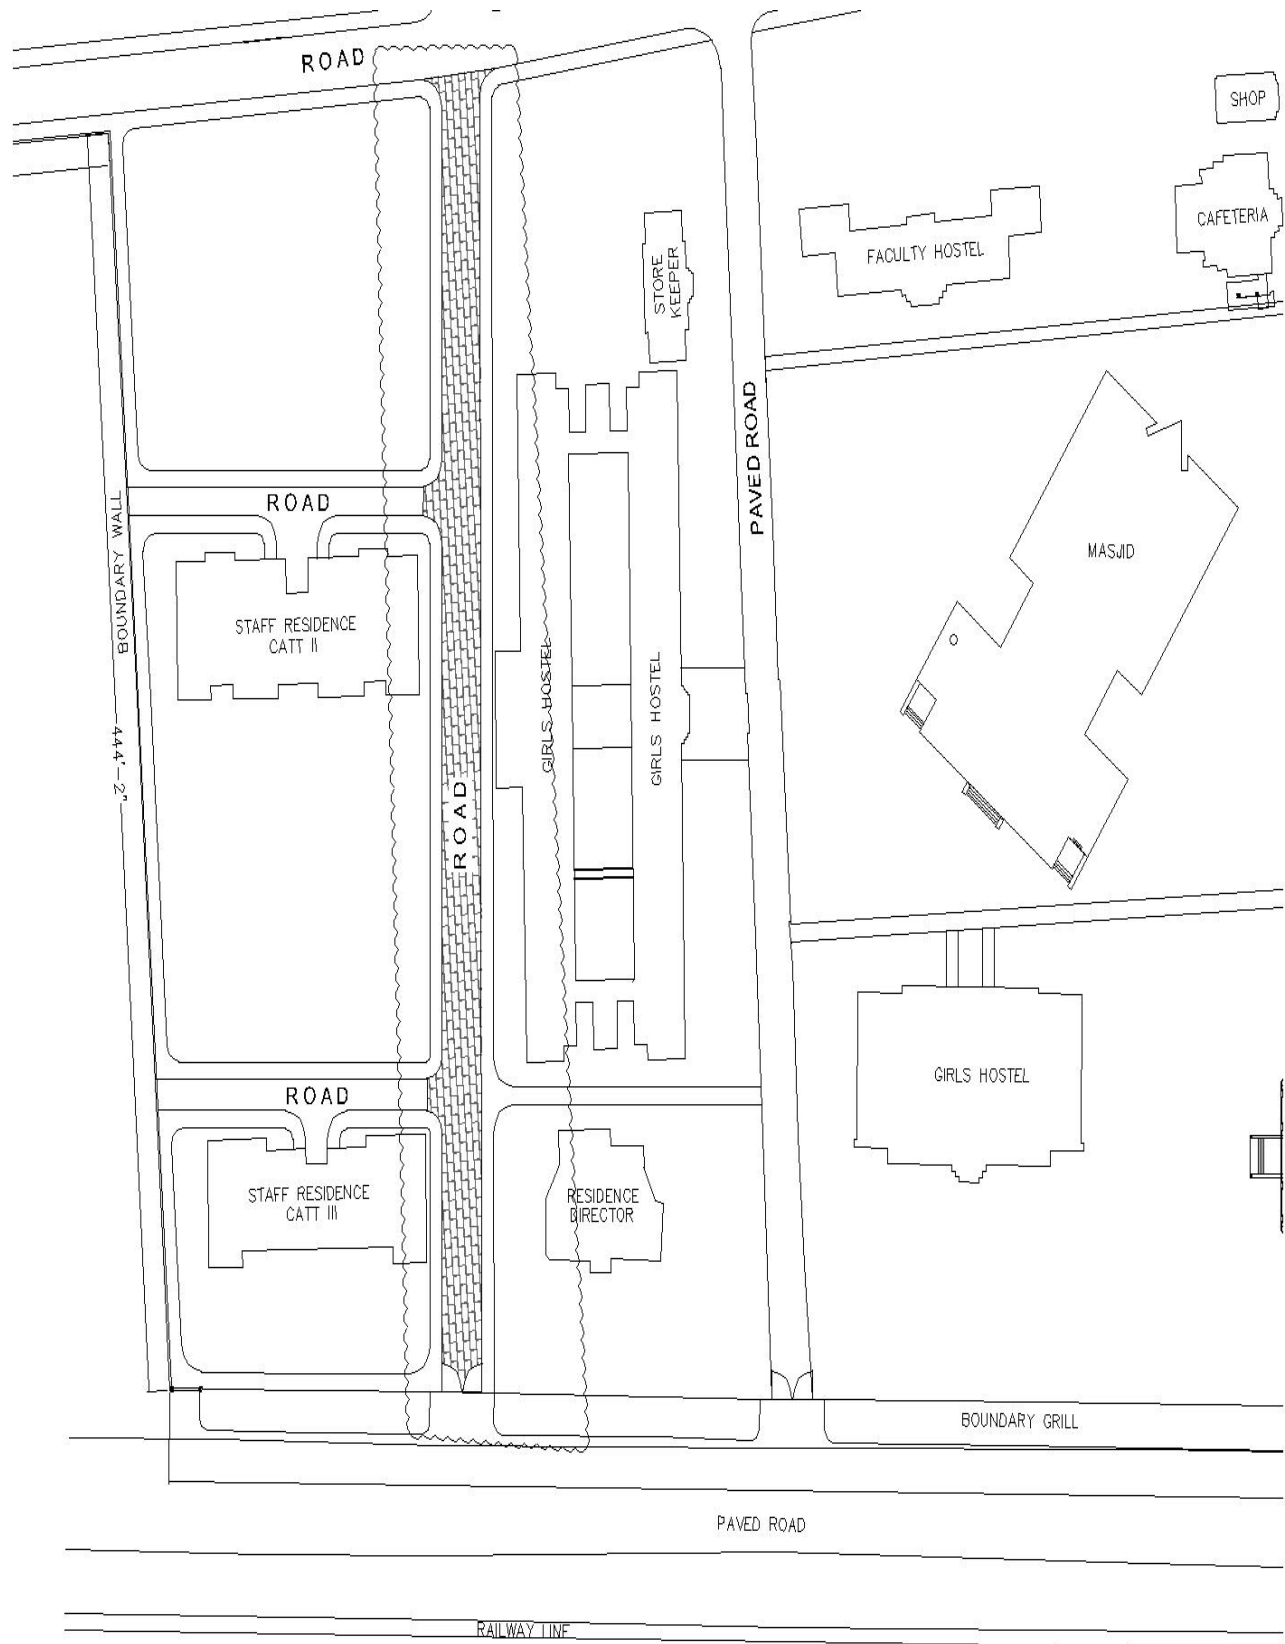 ROAD
SHOP
CAFETERIA
FACULTY HOSTEL
STORE
KEEPER
PAVED ROAD
ROAD
BOUNDARY WALL
444'-2"
MASJID
STAFF RESIDENCE
CATT II
GIRLS HOSTEL
GIRLS HOSTEL
ROAD
GIRLS HOSTEL
ROAD
STAFF RESIDENCE
CATT III
RESIDENCE
DIRECTOR
BOUNDARY GRILL
PAVED ROAD
RAILWAY LINE